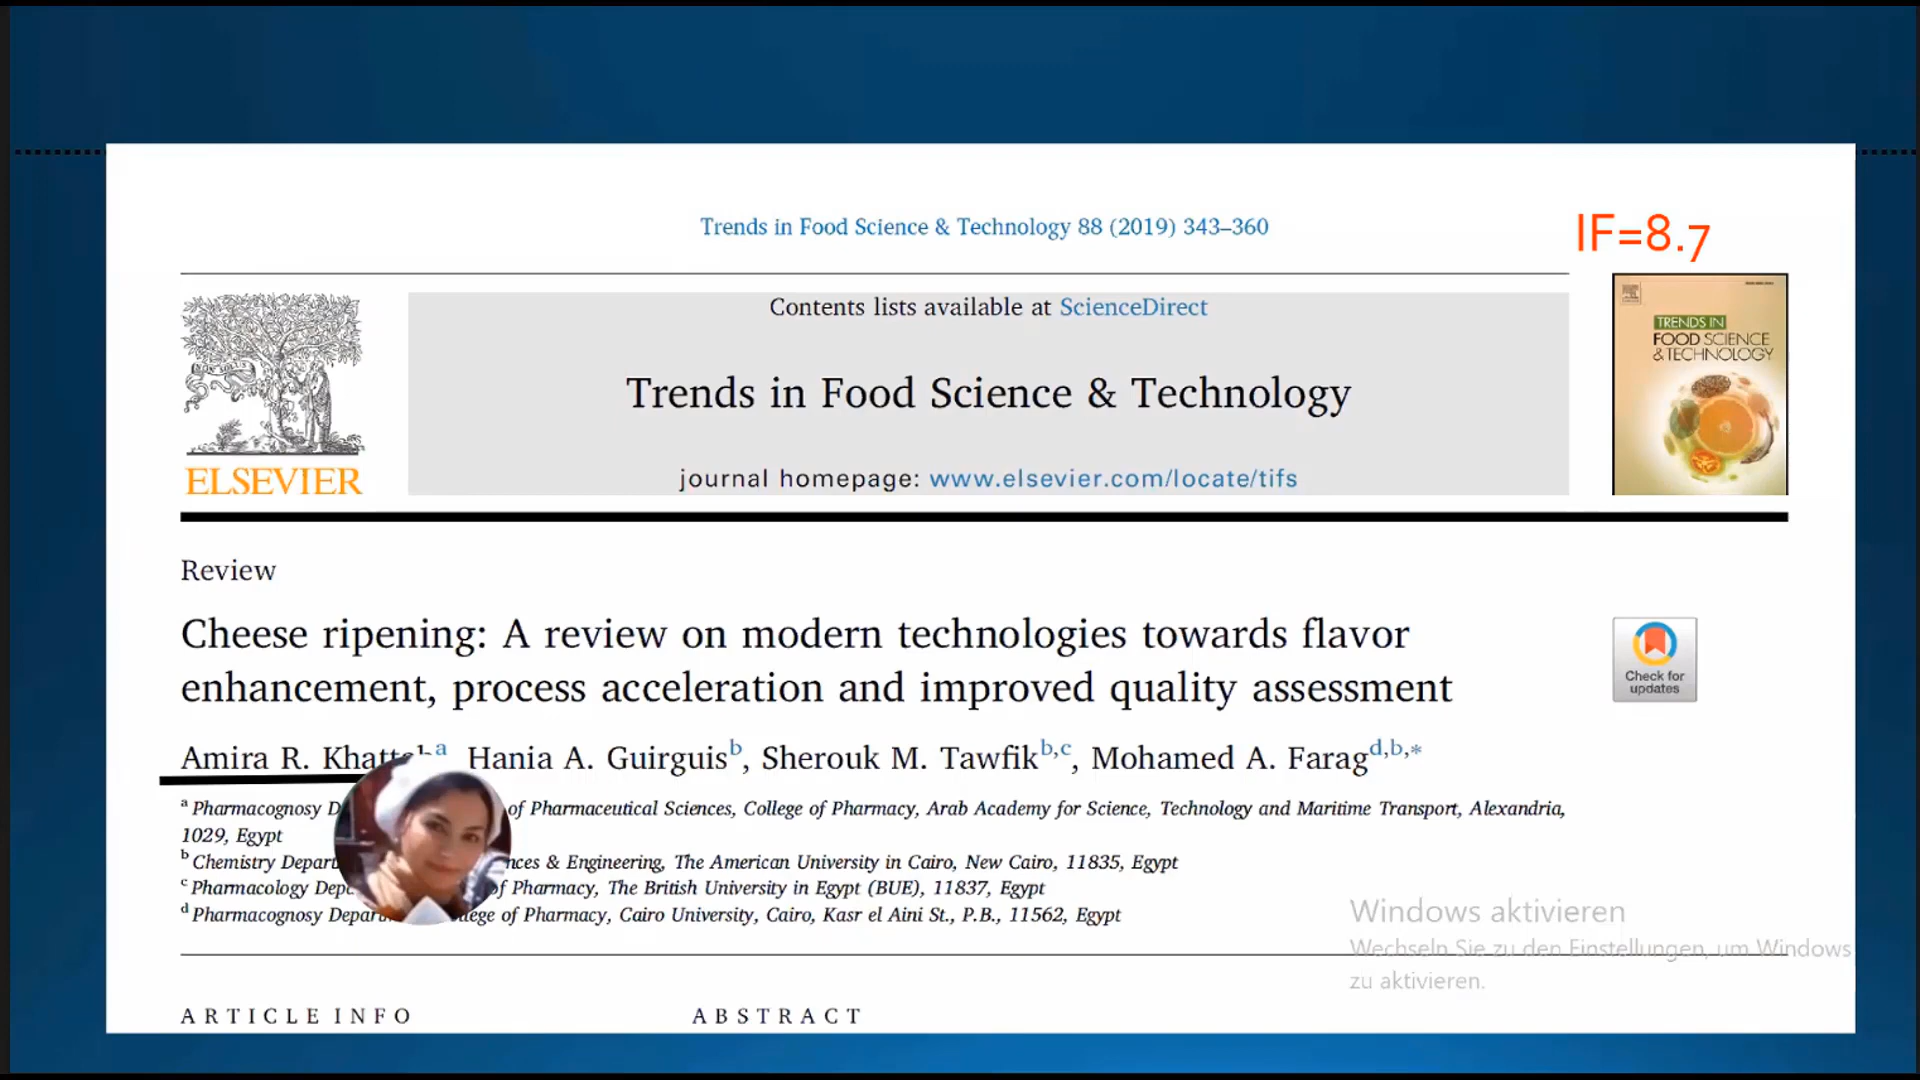 Trends in Food Science & Technology 88 (2019) 343–360
IF=8.7
Contents lists available at ScienceDirect
Trends in Food Science & Technology
journal homepage: www.elsevier.com/locate/tifs
ELSEVIER
TRENDS IN
FOOD SCIENCE
& TECHNOLOGY
Review
Cheese ripening: A review on modern technologies towards flavor
enhancement, process acceleration and improved quality assessment
Check for
updates
Amira R. a, Hania A. Guirguis b, Sherouk M. Tawfik b,c, Mohamed A. Farag d,b,*
a Pharmacognosy of Pharmaceutical Sciences, College of Pharmacy, Arab Academy for Science, Technology and Maritime Transport, Alexandria,
1029, Egypt
b Chemistry & Engineering, The American University in Cairo, New Cairo, 11835, Egypt
c Pharmacology of Pharmacy, The British University in Egypt (BUE), 11837, Egypt
d Pharmacognosy of Pharmacy, Cairo University, Cairo, Kasr el Aini St., P.B., 11562, Egypt
Windows aktivieren
Wechseln Sie zu den Einstellungen, um Windows
zu aktivieren.
ARTICLE INFO
ABSTRACT